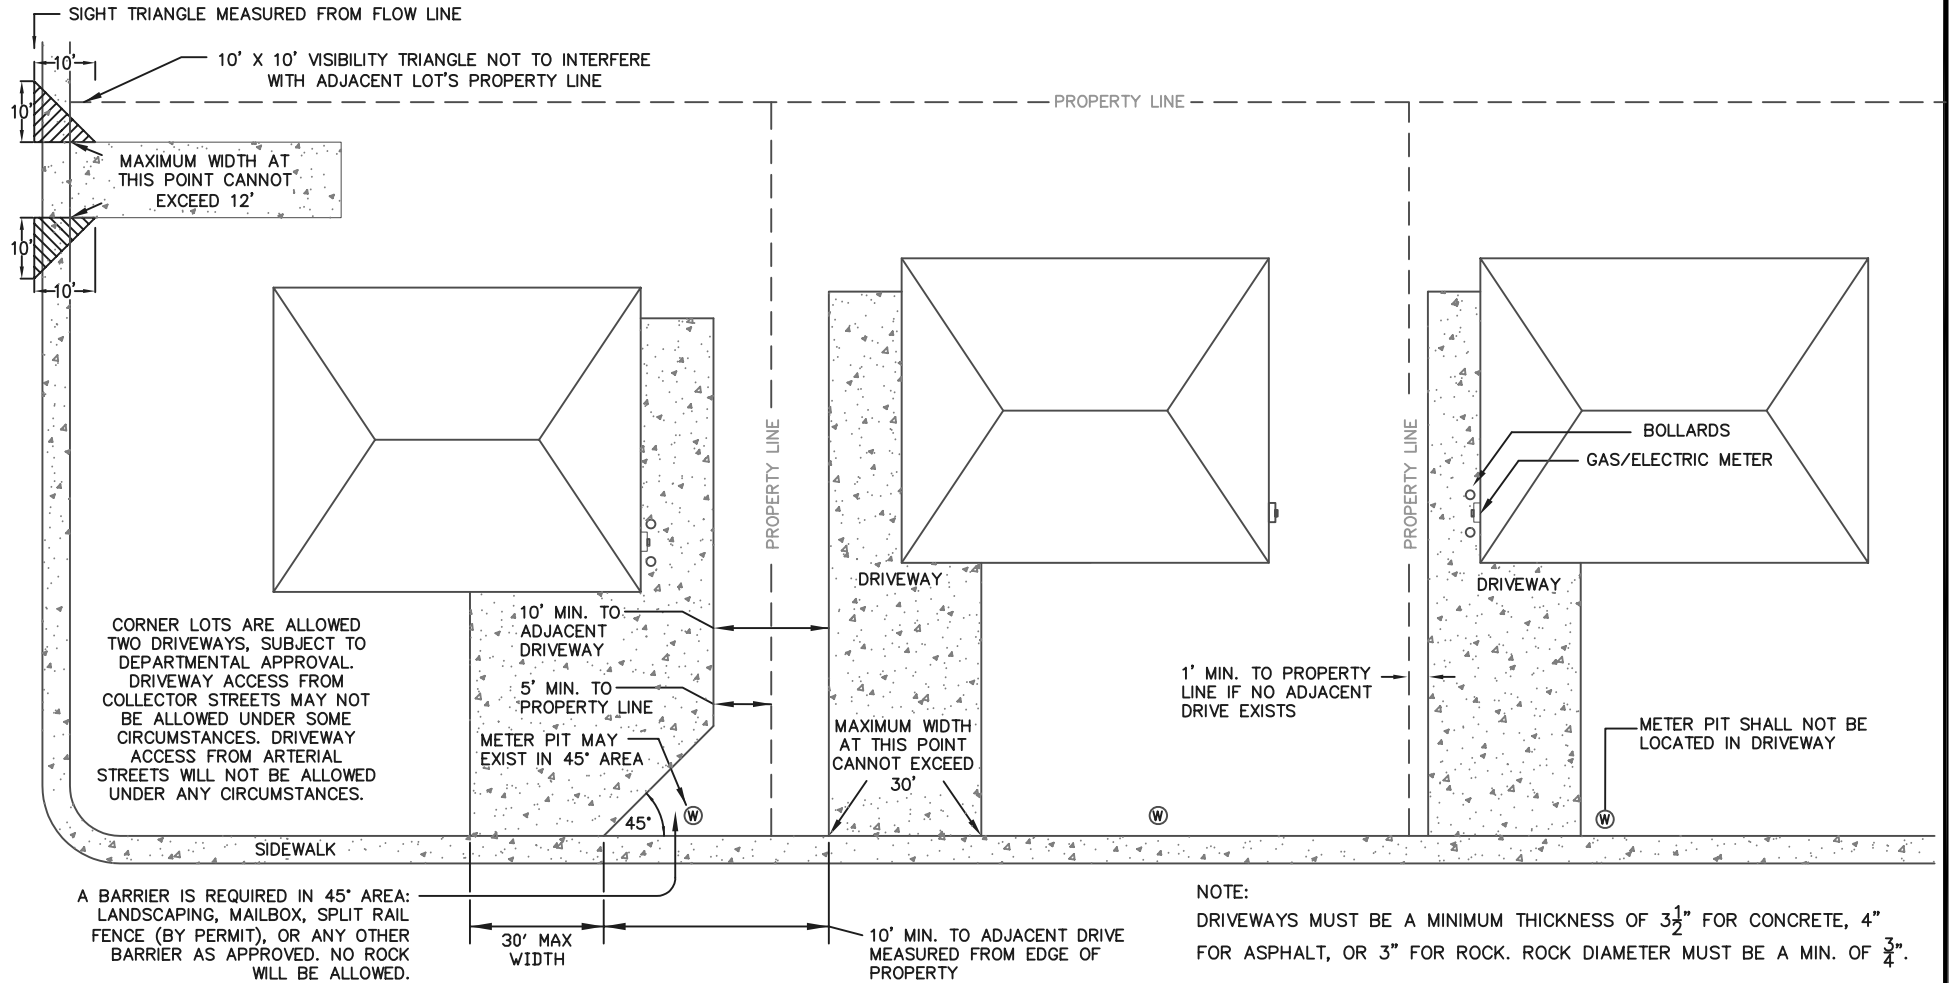 SIGHT TRIANGLE MEASURED FROM FLOW LINE
10' X 10' VISIBILITY TRIANGLE NOT TO INTERFERE
WITH ADJACENT LOT'S PROPERTY LINE
10'
10'
PROPERTY LINE
MAXIMUM WIDTH AT
THIS POINT CANNOT
EXCEED 12'
10'
10'
PROPERTY LINE
PROPERTY LINE
BOLLARDS
GAS/ELECTRIC METER
DRIVEWAY
DRIVEWAY
CORNER LOTS ARE ALLOWED
TWO DRIVEWAYS, SUBJECT TO
DEPARTMENTAL APPROVAL.
DRIVEWAY ACCESS FROM
COLLECTOR STREETS MAY NOT
BE ALLOWED UNDER SOME
CIRCUMSTANCES. DRIVEWAY
ACCESS FROM ARTERIAL
STREETS WILL NOT BE ALLOWED
UNDER ANY CIRCUMSTANCES.
10' MIN. TO
ADJACENT
DRIVEWAY
5' MIN. TO
PROPERTY LINE
METER PIT MAY
EXIST IN 45° AREA
45°
W
MAXIMUM WIDTH
AT THIS POINT
CANNOT EXCEED
30'
1' MIN. TO PROPERTY
LINE IF NO ADJACENT
DRIVE EXISTS
METER PIT SHALL NOT BE
LOCATED IN DRIVEWAY
W
W
SIDEWALK
A BARRIER IS REQUIRED IN 45° AREA:
LANDSCAPING, MAILBOX, SPLIT RAIL
FENCE (BY PERMIT), OR ANY OTHER
BARRIER AS APPROVED. NO ROCK
WILL BE ALLOWED.
30' MAX
WIDTH
10' MIN. TO ADJACENT DRIVE
MEASURED FROM EDGE OF
PROPERTY
NOTE:
DRIVEWAYS MUST BE A MINIMUM THICKNESS OF 3 1/2" FOR CONCRETE, 4"
FOR ASPHALT, OR 3" FOR ROCK. ROCK DIAMETER MUST BE A MIN. OF 3/4".